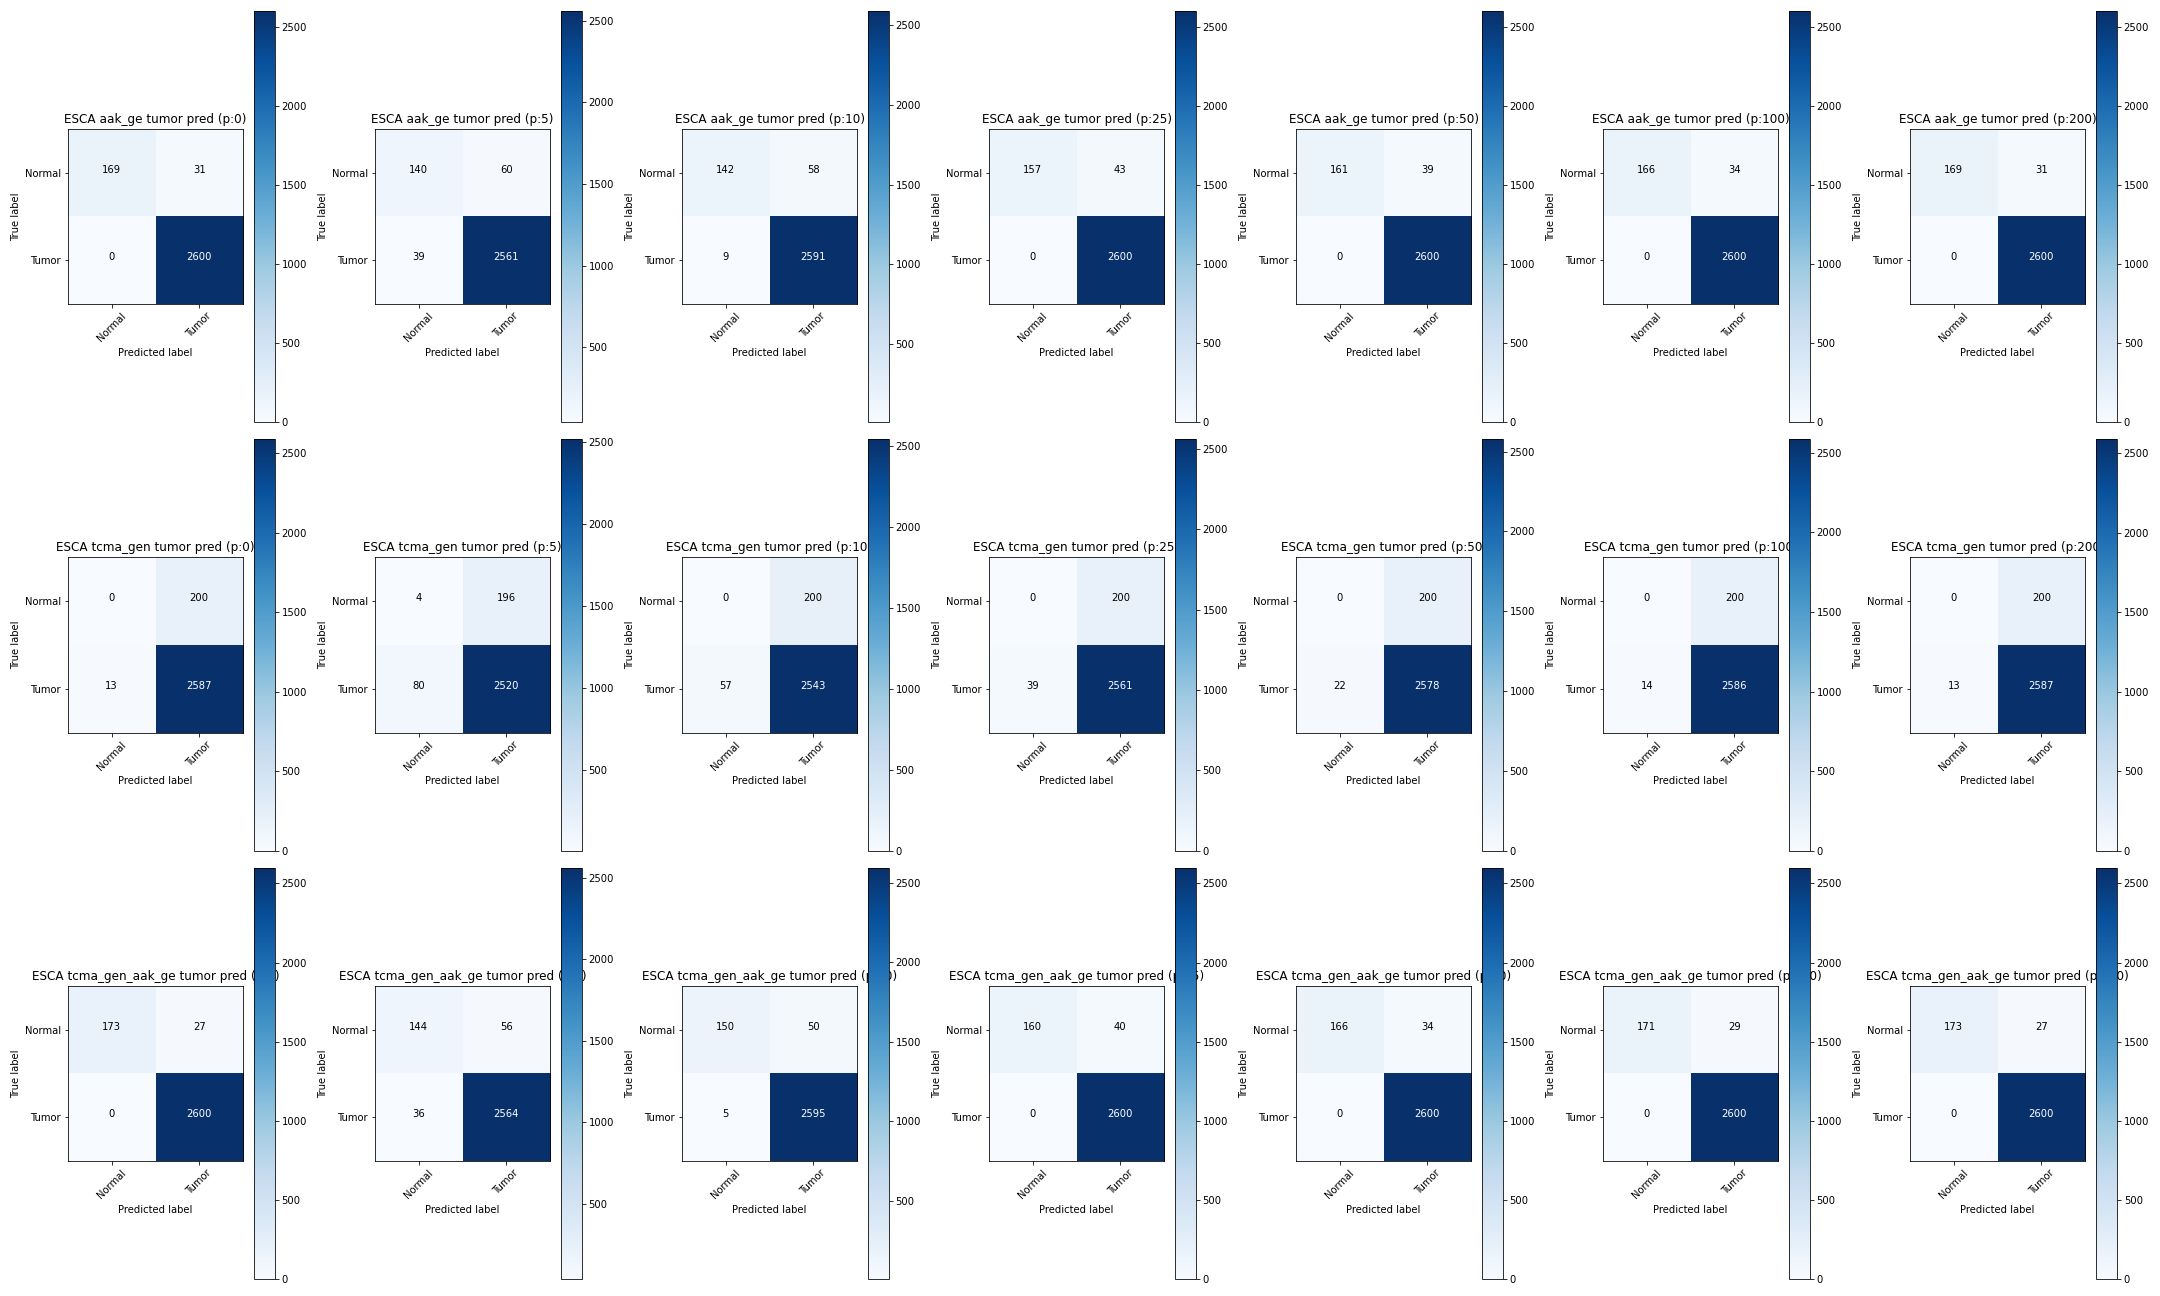 ESCA aak_ge tumor pred (p:0)
True label
Normal
169
31
Tumor
0
2600
Normal
Tumor
Predicted label
2500
2000
1500
1000
500
0
ESCA aak_ge tumor pred (p:5)
True label
Normal
140
60
Tumor
39
2561
Normal
Tumor
Predicted label
2500
2000
1500
1000
500
ESCA aak_ge tumor pred (p:10)
True label
Normal
142
58
Tumor
9
2591
Normal
Tumor
Predicted label
2500
2000
1500
1000
500
ESCA aak_ge tumor pred (p:25)
True label
Normal
157
43
Tumor
0
2600
Normal
Tumor
Predicted label
2500
2000
1500
1000
500
0
ESCA aak_ge tumor pred (p:50)
True label
Normal
161
39
Tumor
0
2600
Normal
Tumor
Predicted label
2500
2000
1500
1000
500
0
ESCA aak_ge tumor pred (p:100)
True label
Normal
166
34
Tumor
0
2600
Normal
Tumor
Predicted label
2500
2000
1500
1000
500
0
ESCA aak_ge tumor pred (p:200)
True label
Normal
169
31
Tumor
0
2600
Normal
Tumor
Predicted label
2500
2000
1500
1000
500
0
ESCA tcma_gen tumor pred (p:0)
True label
Normal
0
200
Tumor
13
2587
Normal
Tumor
Predicted label
2500
2000
1500
1000
500
0
ESCA tcma_gen tumor pred (p:5)
True label
Normal
4
196
Tumor
80
2520
Normal
Tumor
Predicted label
2500
2000
1500
1000
500
ESCA tcma_gen tumor pred (p:10
True label
Normal
0
200
Tumor
57
2543
Normal
Tumor
Predicted label
2500
2000
1500
1000
500
0
ESCA tcma_gen tumor pred (p:25
True label
Normal
0
200
Tumor
39
2561
Normal
Tumor
Predicted label
2500
2000
1500
1000
500
0
ESCA tcma_gen tumor pred (p:50
True label
Normal
0
200
Tumor
22
2578
Normal
Tumor
Predicted label
2500
2000
1500
1000
500
0
ESCA tcma_gen tumor pred (p:100
True label
Normal
0
200
Tumor
14
2586
Normal
Tumor
Predicted label
2500
2000
1500
1000
500
0
ESCA tcma_gen tumor pred (p:200
True label
Normal
0
200
Tumor
13
2587
Normal
Tumor
Predicted label
2500
2000
1500
1000
500
0
ESCA tcma_gen_aak_ge tumor pred
True label
Normal
173
27
Tumor
0
2600
Normal
Tumor
Predicted label
2500
2000
1500
1000
500
0
ESCA tcma_gen_aak_ge tumor pred
True label
Normal
144
56
Tumor
36
2564
Normal
Tumor
Predicted label
2500
2000
1500
1000
500
ESCA tcma_gen_aak_ge tumor pred
True label
Normal
150
50
Tumor
5
2595
Normal
Tumor
Predicted label
2500
2000
1500
1000
500
ESCA tcma_gen_aak_ge tumor pred
True label
Normal
160
40
Tumor
0
2600
Normal
Tumor
Predicted label
2500
2000
1500
1000
500
0
ESCA tcma_gen_aak_ge tumor pred
True label
Normal
166
34
Tumor
0
2600
Normal
Tumor
Predicted label
2500
2000
1500
1000
500
0
ESCA tcma_gen_aak_ge tumor pred
True label
Normal
171
29
Tumor
0
2600
Normal
Tumor
Predicted label
2500
2000
1500
1000
500
0
ESCA tcma_gen_aak_ge tumor pred
True label
Normal
173
27
Tumor
0
2600
Normal
Tumor
Predicted label
2500
2000
1500
1000
500
0